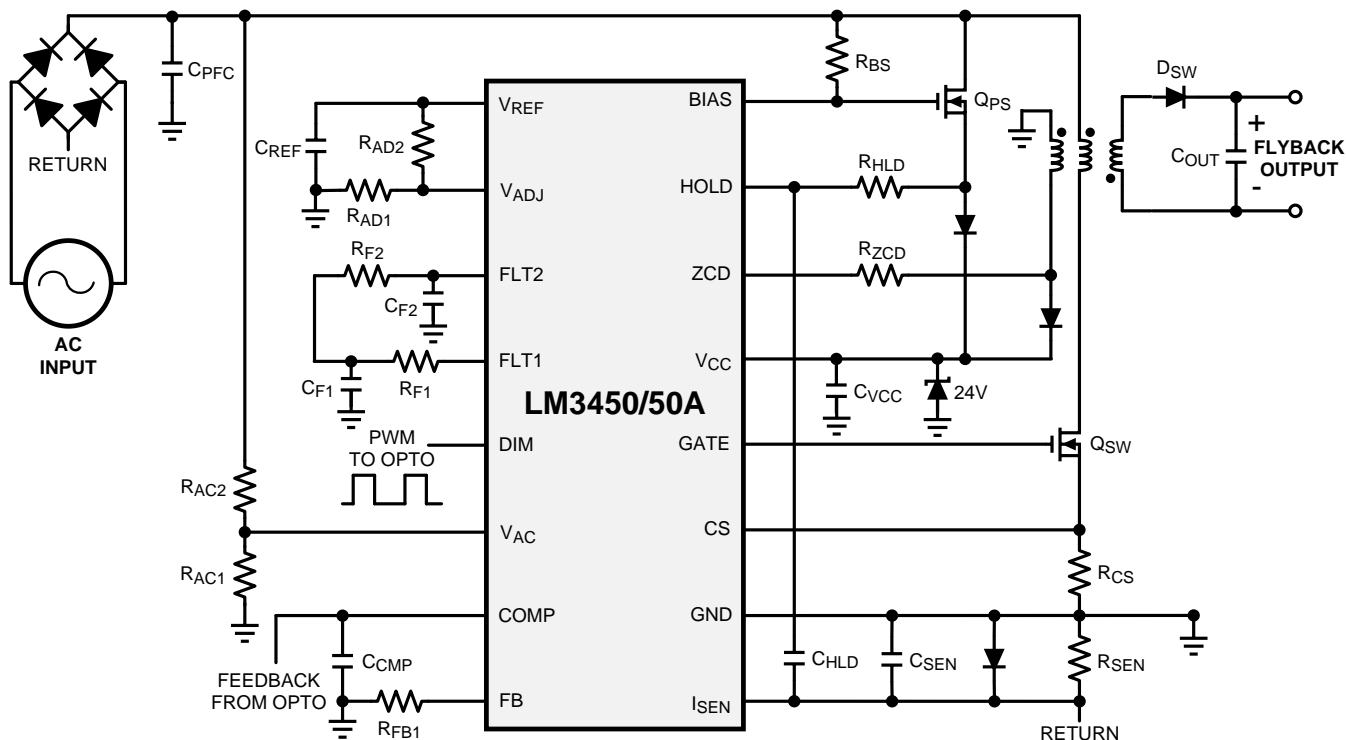 CPFC
RBS
DSW
BIAS
QPS
VREF
CREF
RAD2
COUT
+
FLYBACK
OUTPUT
-
RETURN
RHLD
HOLD
VADJ
RAD1
RZCD
ZCD
RF2
FLT2
CF2
AC
INPUT
FLT1
RF1
CF1
VCC
CVCC
24V
LM3450/50A
PWM
TO OPTO
DIM
GATE
QSW
RAC2
VAC
CS
RAC1
RCS
COMP
GND
CCMP
CHLD
CSEN
RSEN
FEEDBACK
FROM OPTO
FB
RFB1
ISEN
RETURN